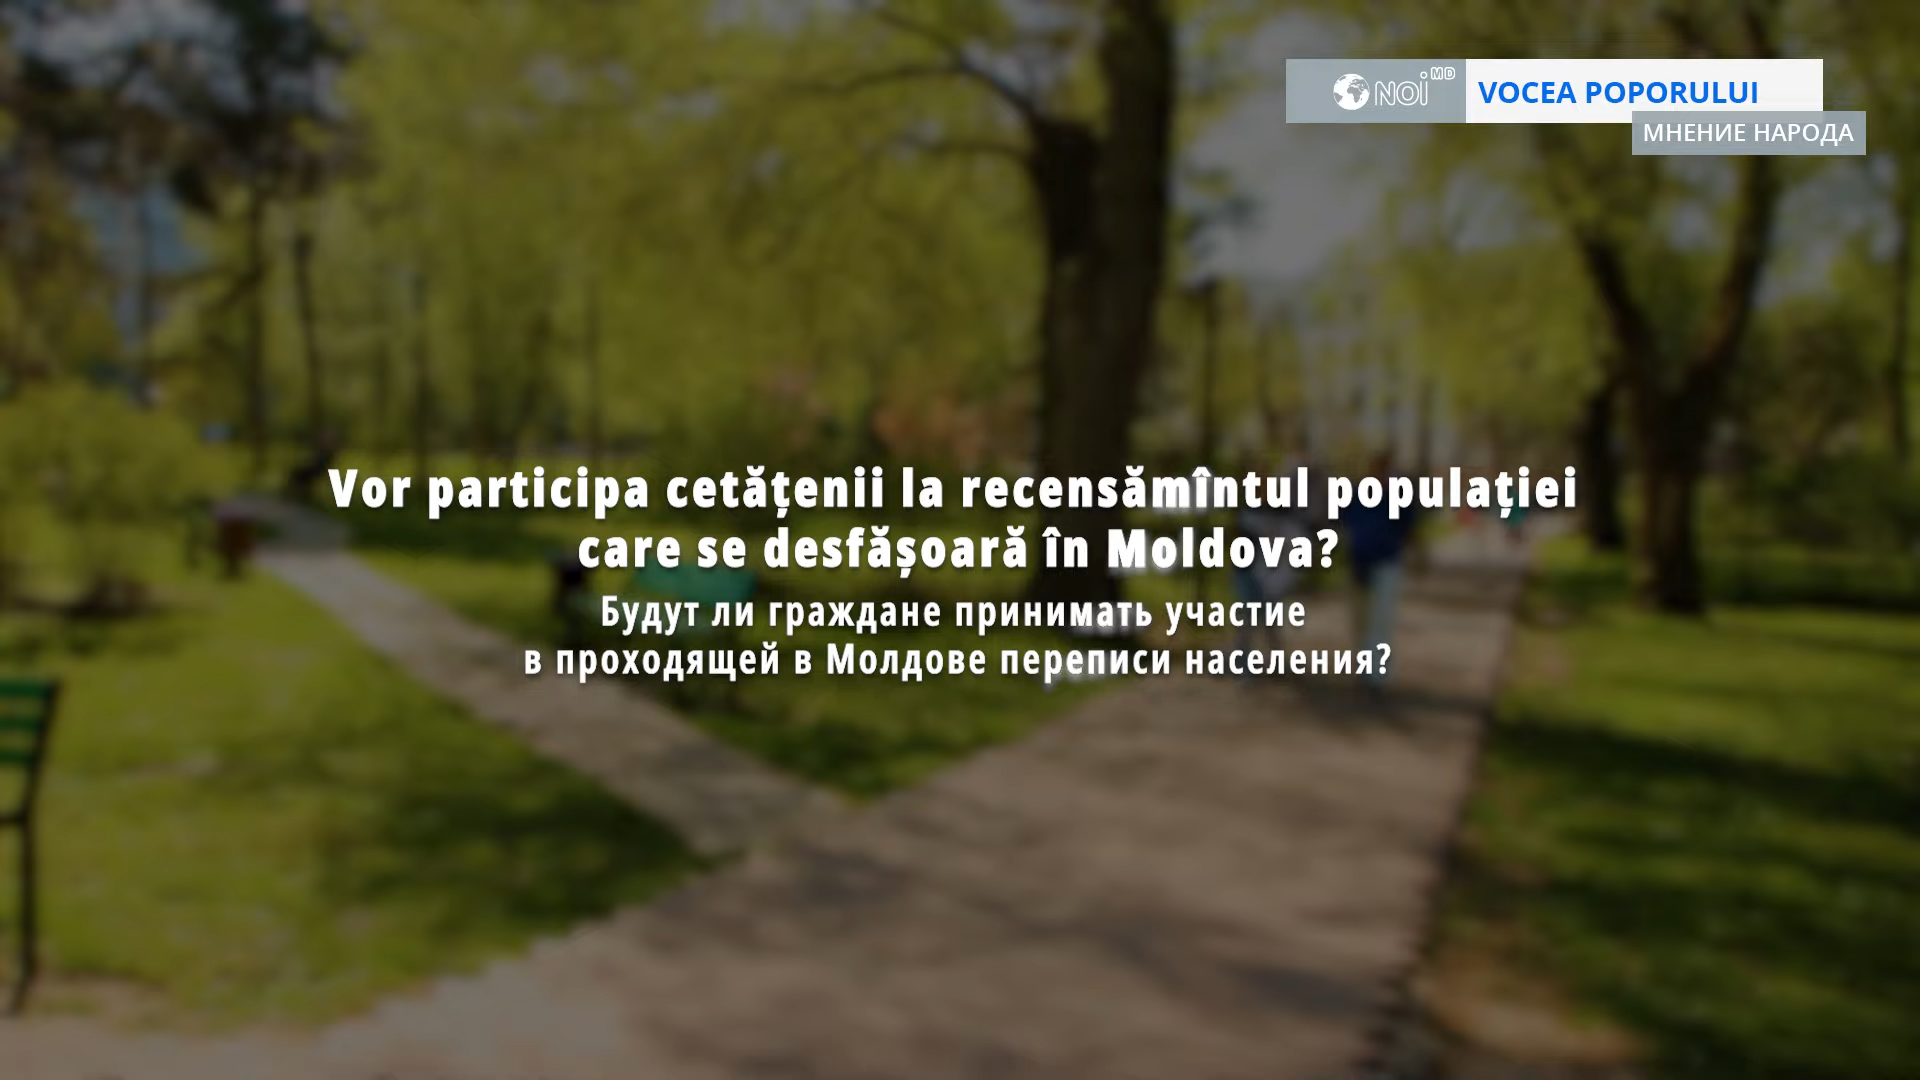 NOI MD
VOCEA POPORULUI
МНЕНИЕ НАРОДА
Vor participa cetățenii la recensămîntul populației
care se desfășoară în Moldova?
Будут ли граждане принимать участие
в проходящей в Молдове переписи населения?